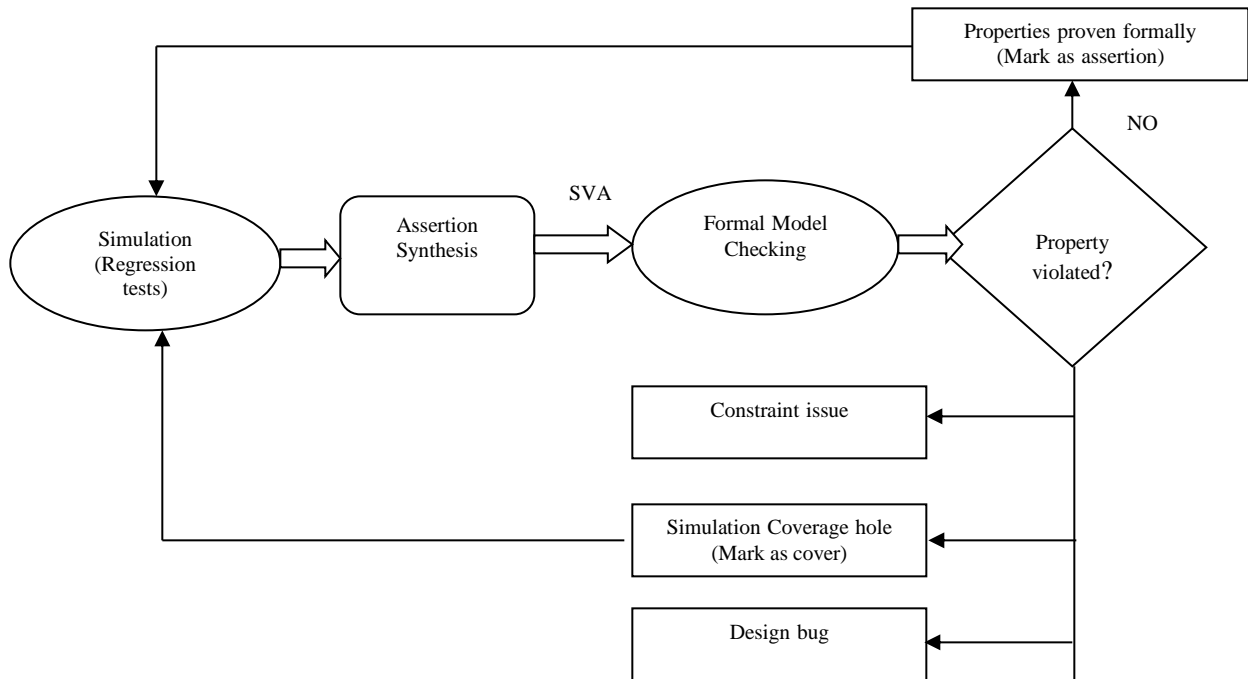 Properties proven formally
(Mark as assertion)
NO
SVA
Simulation
(Regression
tests)
Assertion
Synthesis
Formal Model
Checking
Property
violated?
Constraint issue
Simulation Coverage hole
(Mark as cover)
Design bug